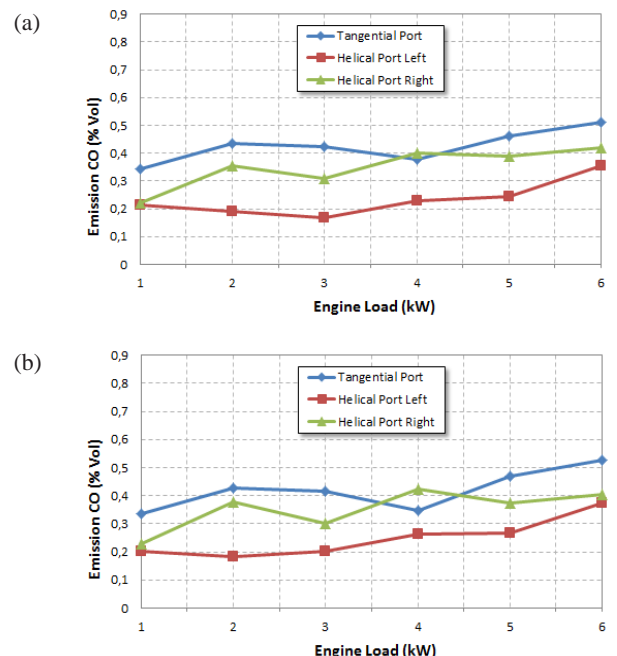 (a)
0,9
0,8
0,7
0,6
0,5
0,4
0,3
0,2
0,1
0
Emission CO (% Vol)
Tangential Port
Helical Port Left
Helical Port Right
1 2 3 4 5 6
Engine Load (kW)
(b)
0,9
0,8
0,7
0,6
0,5
0,4
0,3
0,2
0,1
0
Emission CO (% Vol)
Tangential Port
Helical Port Left
Helical Port Right
1 2 3 4 5 6
Engine Load (kW)